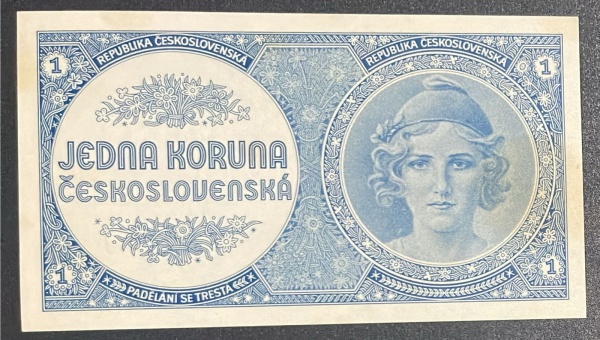 REPUBLIKA ČESKOSLOVENSKÁ
REPUBLIKA ČESKOSLOVENSKÁ
1
1
JEDNA KORUNA
ČESKOSLOVENSKÁ
1
1
PADĚLÁNÍ SE TRESTÁ